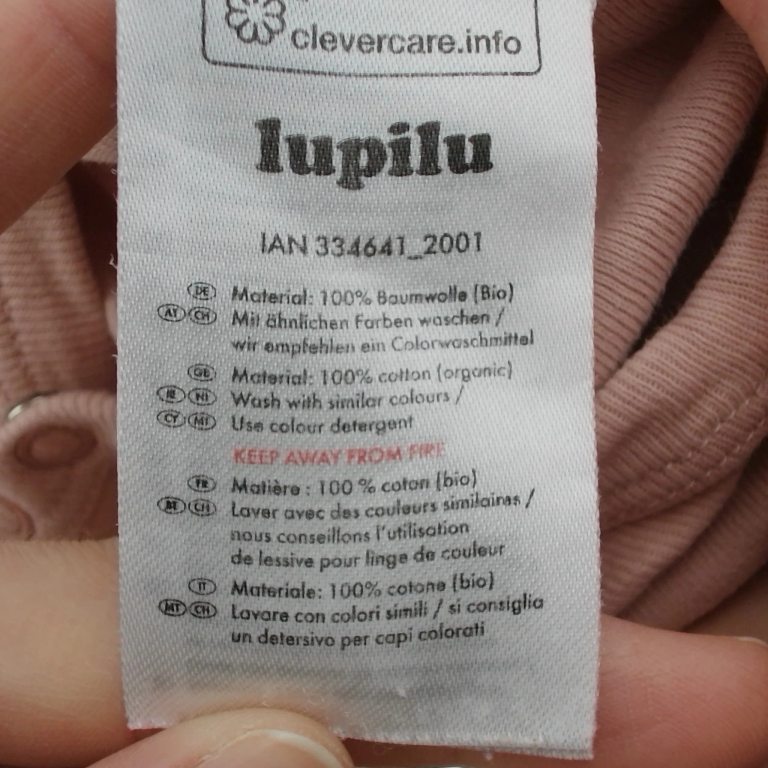 clevercare.info
lupilu
IAN 334641_2001
DE Material: 100% Baumwolle (Bio)
AT CH Mit ähnlichen Farben waschen /
wir empfehlen ein Colorwaschmittel
GB Material: 100% cotton (organic)
IE NI Wash with similar colours /
CY MT Use colour detergent
KEEP AWAY FROM FIRE
FR Matière : 100 % coton (bio)
BE CH Laver avec des couleurs similaires /
nous conseillons l'utilisation
de lessive pour linge de couleur
IT Materiale: 100% cotone (bio)
MT CH Lavare con colori simili / si consiglia
un detersivo per capi colorati